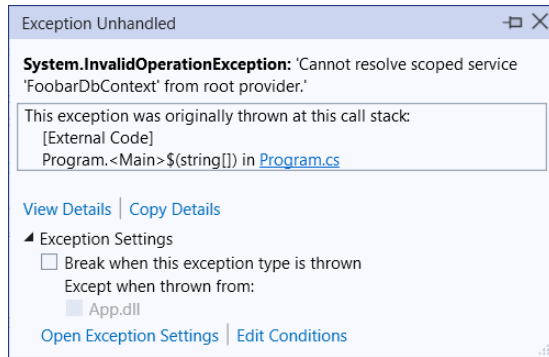 Exception Unhandled
System.InvalidOperationException: 'Cannot resolve scoped service
'FoobarDbContext' from root provider.'
This exception was originally thrown at this call stack:
[External Code]
Program.<Main>$(string[]) in Program.cs
View Details | Copy Details
Exception Settings
Break when this exception type is thrown
Except when thrown from:
App.dll
Open Exception Settings | Edit Conditions